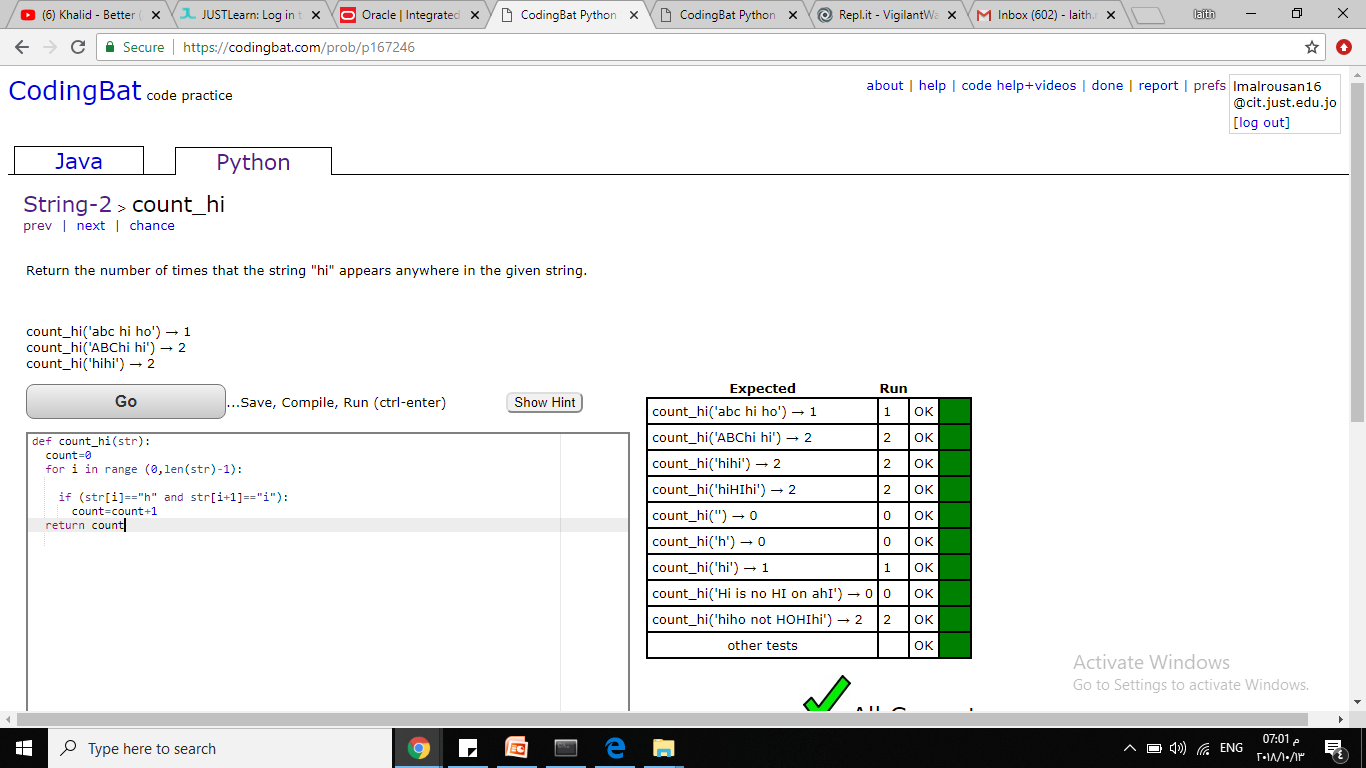 (6) Khalid - Better (
JUSTLearn: Log in t
Oracle | Integrated
CodingBat Python
CodingBat Python
Repl.it - VigilantWa
Inbox (602) - laith.r
laith
Secure | https://codingbat.com/prob/p167246
CodingBat code practice
about | help | code help+videos | done | report | prefs
lmalrousan16
@cit.just.edu.jo
[log out]
Java
Python
String-2 > count_hi
prev | next | chance
Return the number of times that the string "hi" appears anywhere in the given string.
count_hi('abc hi ho') → 1
count_hi('ABChi hi') → 2
count_hi('hihi') → 2
Go
...Save, Compile, Run (ctrl-enter)
Show Hint
def count_hi(str):
count=0
for i in range (0,len(str)-1):
if (str[i]=="h" and str[i+1]=="i"):
count=count+1
return count
Expected Run
count_hi('abc hi ho') → 1 1 OK
count_hi('ABChi hi') → 2 2 OK
count_hi('hihi') → 2 2 OK
count_hi('hiHIhi') → 2 2 OK
count_hi('') → 0 0 OK
count_hi('h') → 0 0 OK
count_hi('hi') → 1 1 OK
count_hi('Hi is no HI on ahI') → 0 0 OK
count_hi('hiho not HOHIhi') → 2 2 OK
other tests OK
Activate Windows
Go to Settings to activate Windows.
Type here to search
ENG
07:01 م
٢٠١٨/١٠/١٣
٤